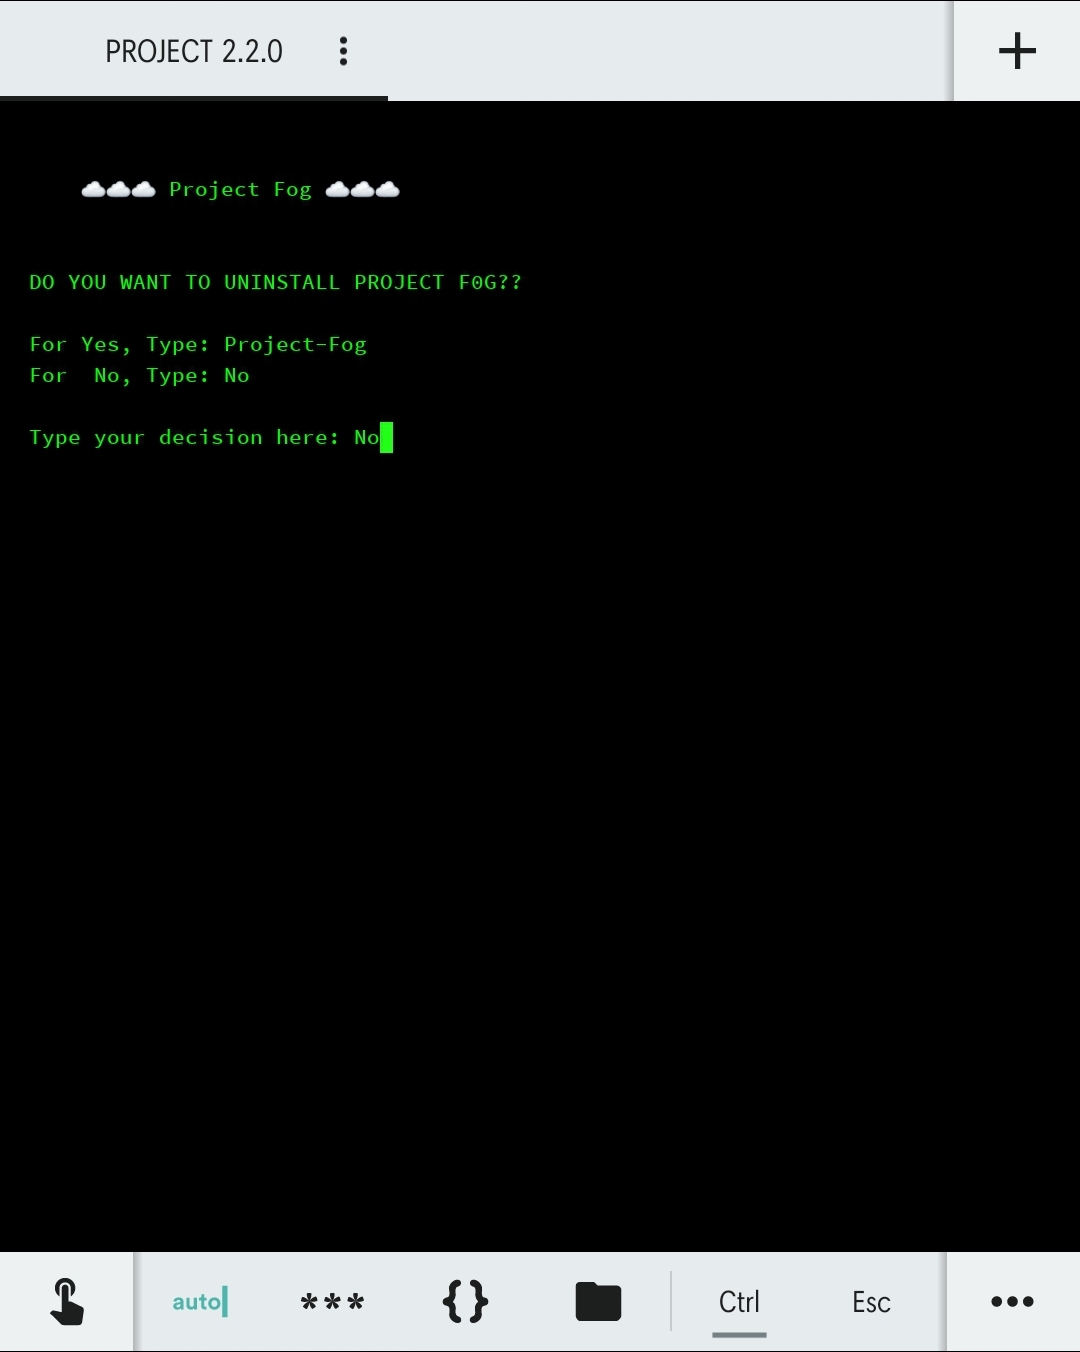 PROJECT 2.2.0
Project Fog
DO YOU WANT TO UNINSTALL PROJECT F0G??
For Yes, Type: Project-Fog
For  No, Type: No
Type your decision here: No
auto
***
{}
Ctrl
Esc